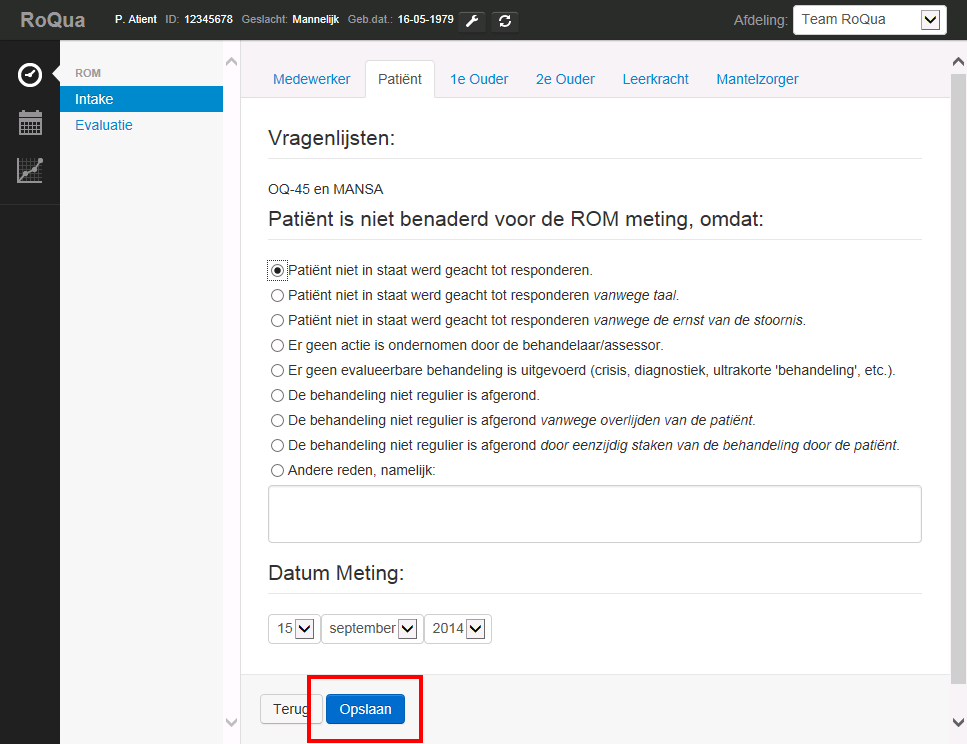 RoQua P. Atient ID: 12345678 Geslacht: Mannelijk Geb.dat.: 16-05-1979 Afdeling: Team RoQua
ROM
Intake
Evaluatie
Medewerker Patiënt 1e Ouder 2e Ouder Leerkracht Mantelzorger
Vragenlijsten:
OQ-45 en MANSA
Patiënt is niet benaderd voor de ROM meting, omdat:
Patiënt niet in staat werd geacht tot responderen.
Patiënt niet in staat werd geacht tot responderen vanwege taal.
Patiënt niet in staat werd geacht tot responderen vanwege de ernst van de stoornis.
Er geen actie is ondernomen door de behandelaar/assessor.
Er geen evalueerbare behandeling is uitgevoerd (crisis, diagnostiek, ultrakorte 'behandeling', etc.).
De behandeling niet regulier is afgerond.
De behandeling niet regulier is afgerond vanwege overlijden van de patiënt.
De behandeling niet regulier is afgerond door eenzijdig staken van de behandeling door de patiënt.
Andere reden, namelijk:
Datum Meting:
15 september 2014
Terug Opslaan